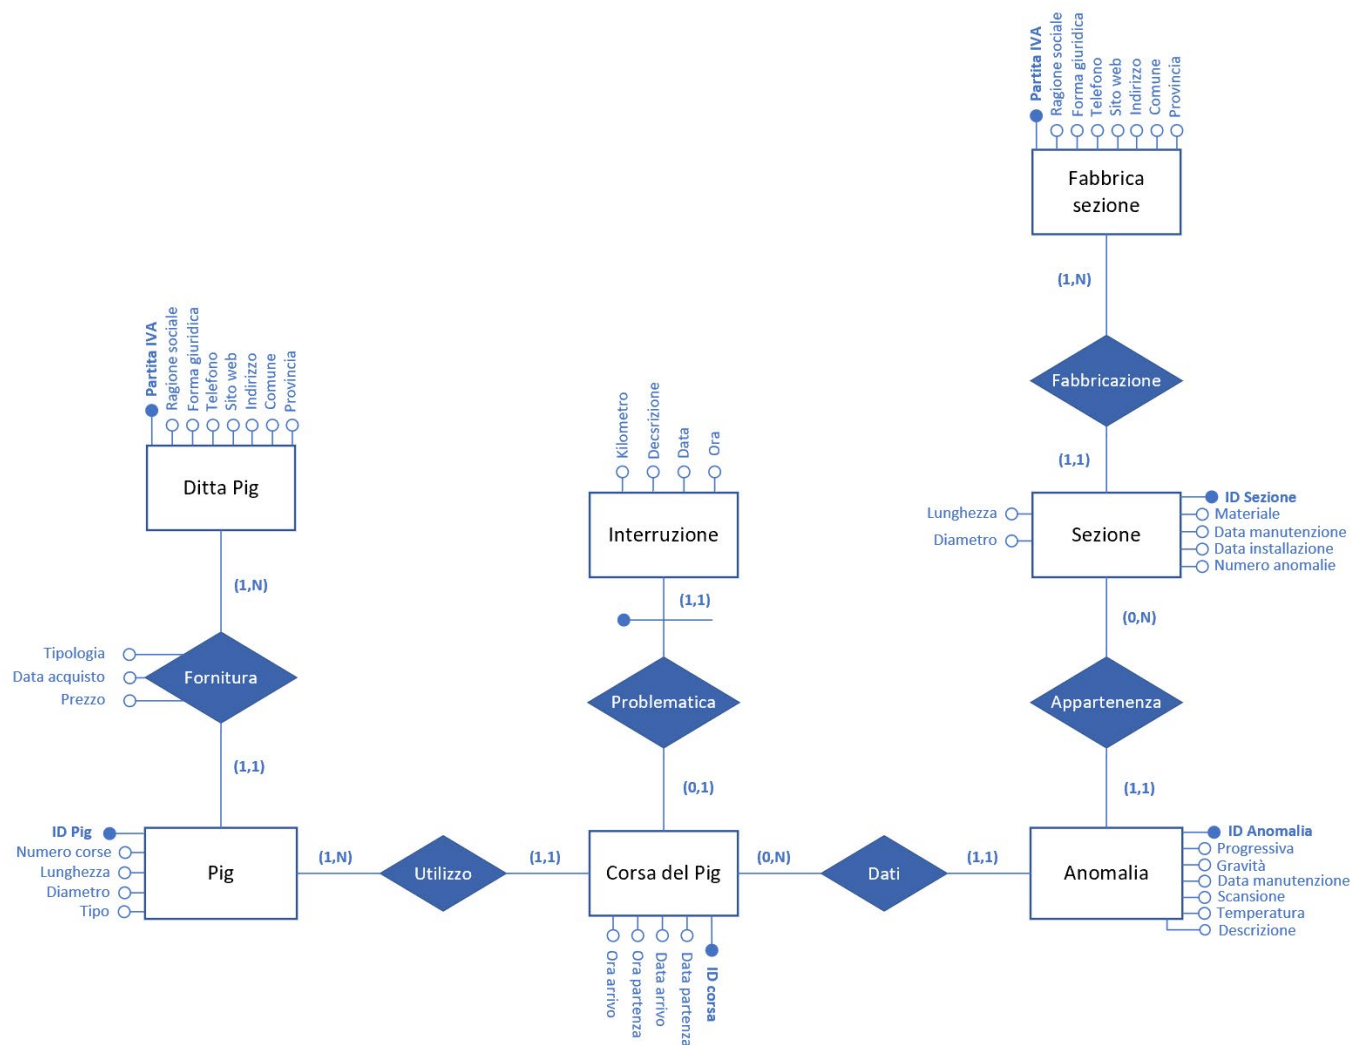 Partita IVA
Ragione sociale
Forma giuridica
Telefono
Sito web
Indirizzo
Comune
Provincia
Fabbrica
sezione
(1,N)
Fabbricazione
(1,1)
Partita IVA
Ragione sociale
Forma giuridica
Telefono
Sito web
Indirizzo
Comune
Provincia
Ditta Pig
(1,N)
Tipologia
Data acquisto
Prezzo
Fornitura
(1,1)
Kilometro
Decsrizione
Data
Ora
Interruzione
(1,1)
Problematica
(0,1)
Lunghezza
Diametro
Sezione
ID Sezione
Materiale
Data manutenzione
Data installazione
Numero anomalie
(0,N)
Appartenenza
(1,1)
ID Pig
Numero corse
Lunghezza
Diametro
Tipo
Pig
(1,N)
Utilizzo
(1,1)
Corsa del Pig
(0,N)
Dati
(1,1)
Anomalia
ID Anomalia
Progressiva
Gravità
Data manutenzione
Scansione
Temperatura
Descrizione
Ora arrivo
Ora partenza
Data arrivo
Data partenza
ID corsa